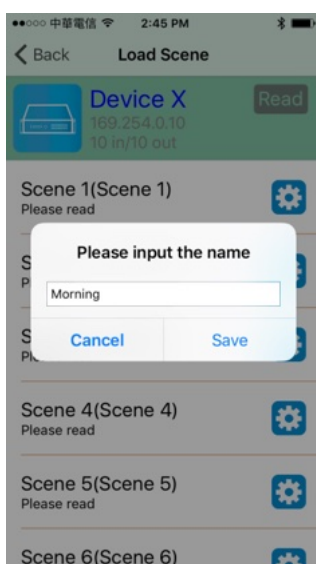 中華電信 2:45 PM
Back Load Scene
Device X Read
169.254.0.10
10 in/10 out
Scene 1(Scene 1)
Please read
Please input the name
Morning
Cancel Save
Scene 4(Scene 4)
Please read
Scene 5(Scene 5)
Please read
Scene 6(Scene 6)